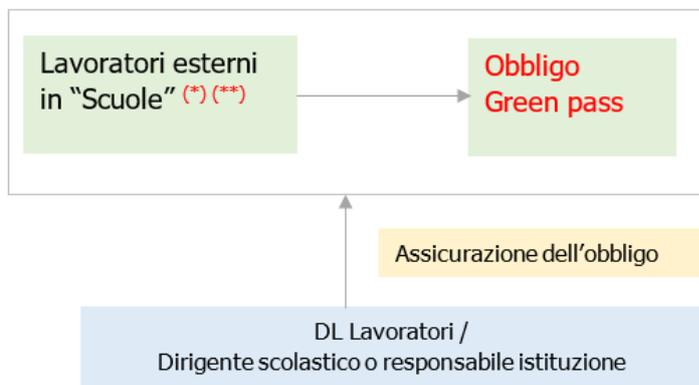 Lavoratori esterni
in “Scuole” (*) (**)
Obbligo
Green pass
Assicurazione dell’obbligo
DL Lavoratori /
Dirigente scolastico o responsabile istituzione